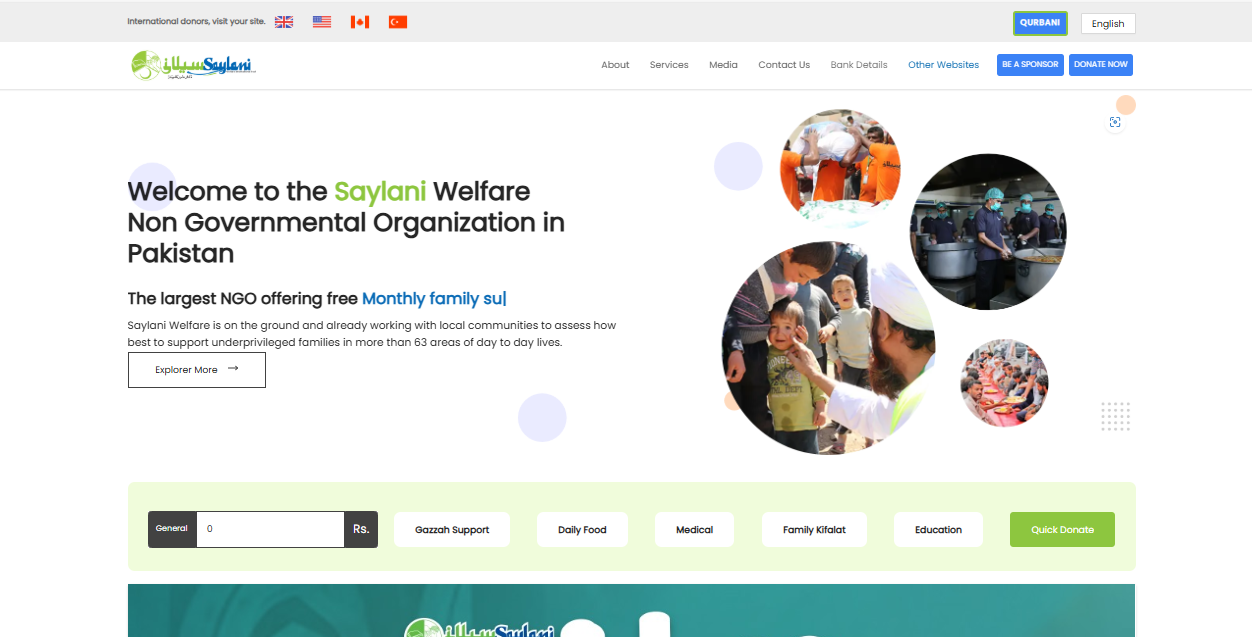 International donors, visit your site.
QURBANI
English
سیلانی Saylani
About
Services
Media
Contact Us
Bank Details
Other Websites
BE A SPONSOR
DONATE NOW
Welcome to the Saylani Welfare
Non Governmental Organization in
Pakistan
The largest NGO offering free Monthly family su|
Saylani Welfare is on the ground and already working with local communities to assess how
best to support underprivileged families in more than 63 areas of day to day lives.
Explorer More
General
0
Rs.
Gazzah Support
Daily Food
Medical
Family Kifalat
Education
Quick Donate
سیلانی Saylani